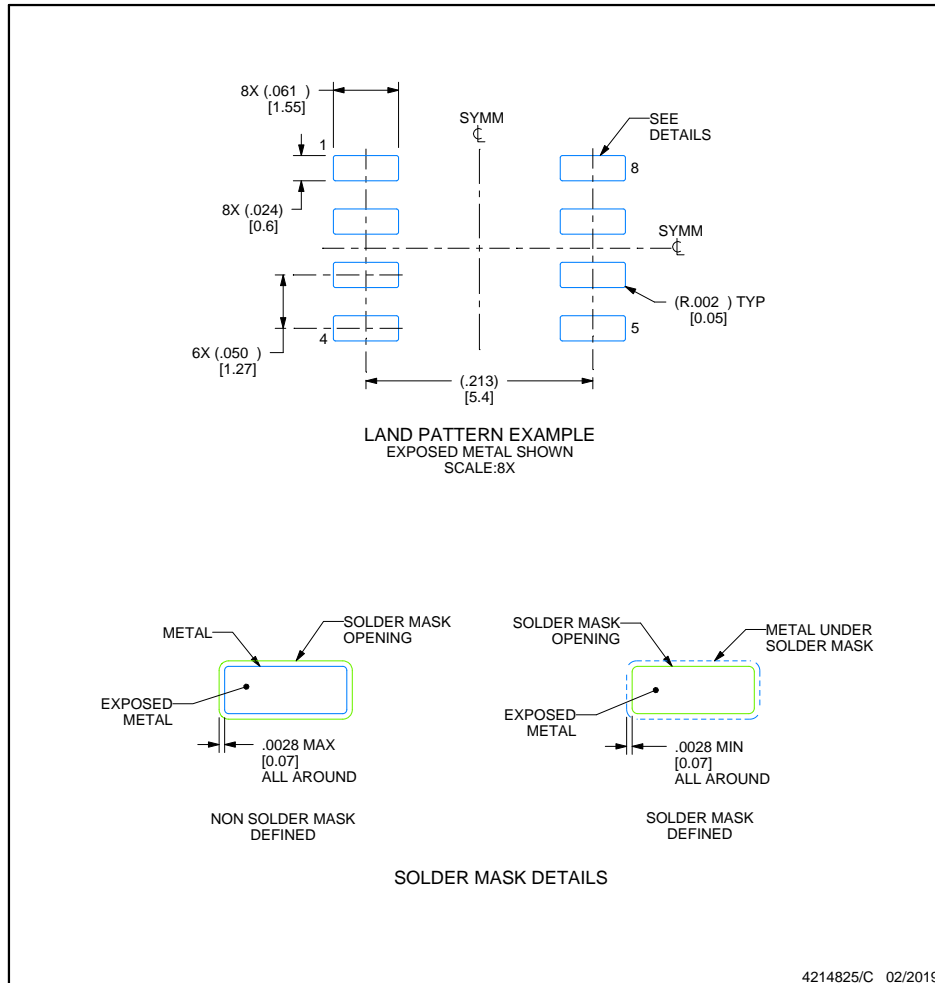 8X (.061 )
[1.55]
SYMM
℄
SEE
DETAILS
1
8
8X (.024)
[0.6]
SYMM
℄
(R.002 ) TYP
[0.05]
4
5
6X (.050 )
[1.27]
(.213)
[5.4]
LAND PATTERN EXAMPLE
EXPOSED METAL SHOWN
SCALE:8X
METAL
SOLDER MASK
OPENING
EXPOSED
METAL
.0028 MAX
[0.07]
ALL AROUND
NON SOLDER MASK
DEFINED
SOLDER MASK
OPENING
METAL UNDER
SOLDER MASK
EXPOSED
METAL
.0028 MIN
[0.07]
ALL AROUND
SOLDER MASK
DEFINED
SOLDER MASK DETAILS
4214825/C 02/2019